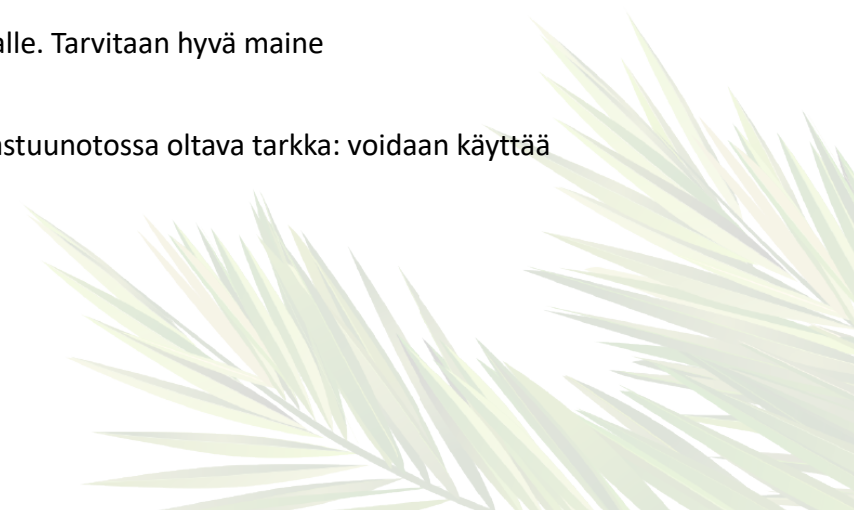 alle. Tarvitaan hyvä maine
stuunotossa oltava tarkka: voidaan käyttää